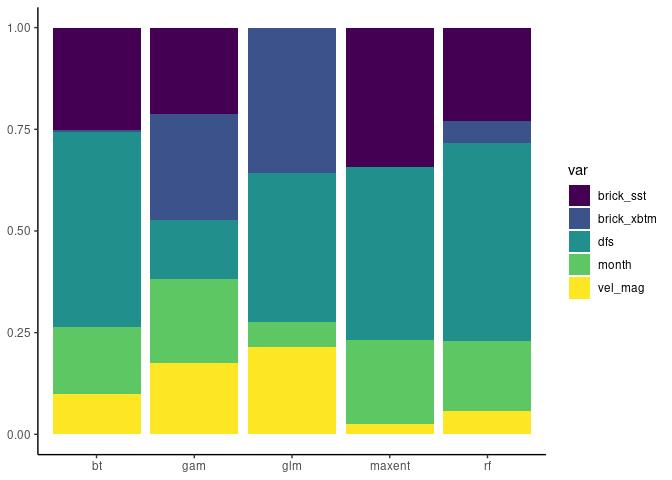 1.00
0.75
0.50
0.25
0.00
bt gam glm maxent rf
var
brick_sst
brick_xbtm
dfs
month
vel_mag